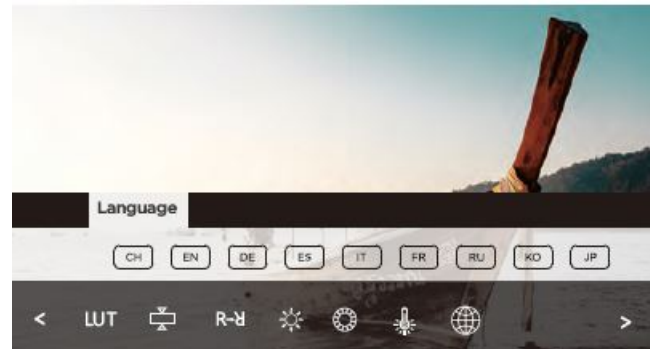 Language
CH EN DE ES IT FR RU KO JP
< LUT R-R >